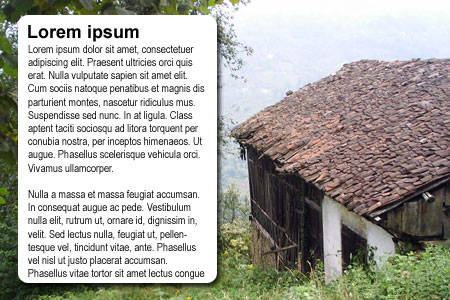 Lorem ipsum
Lorem ipsum dolor sit amet, consectetuer
adipiscing elit. Praesent ultricies orci quis
erat. Nulla vulputate sapien sit amet elit.
Cum sociis natoque penatibus et magnis dis
parturient montes, nascetur ridiculus mus.
Suspendisse sed nunc. In at ligula. Class
aptent taciti sociosqu ad litora torquent per
conubia nostra, per inceptos himenaeos. Ut
augue. Phasellus scelerisque vehicula orci.
Vivamus ullamcorper.
Nulla a massa et massa feugiat accumsan.
In consequat augue ac pede. Vestibulum
nulla elit, rutrum ut, ornare id, dignissim in,
velit. Sed lectus nulla, feugiat ut, pellen-
tesque vel, tincidunt vitae, ante. Phasellus
vel nisl ut justo placerat accumsan.
Phasellus vitae tortor sit amet lectus congue